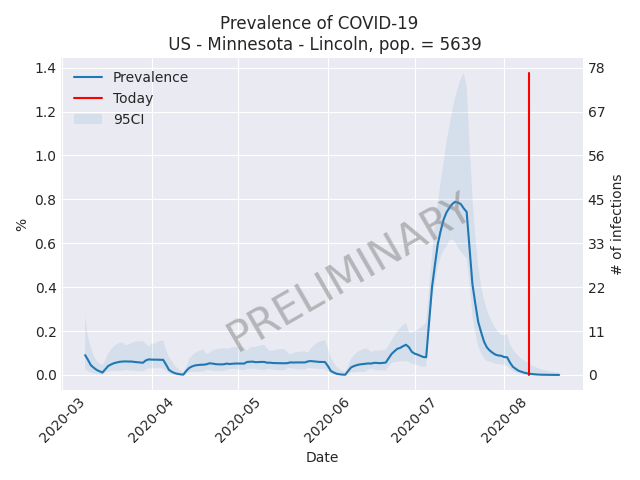 Prevalence of COVID-19
US - Minnesota - Lincoln, pop. = 5639
Prevalence
Today
95CI
1.4
1.2
1.0
0.8
0.6
0.4
0.2
0.0
%
78
67
56
45
33
22
11
0
# of infections
PRELIMINARY
2020-03
2020-04
2020-05
2020-06
2020-07
2020-08
Date